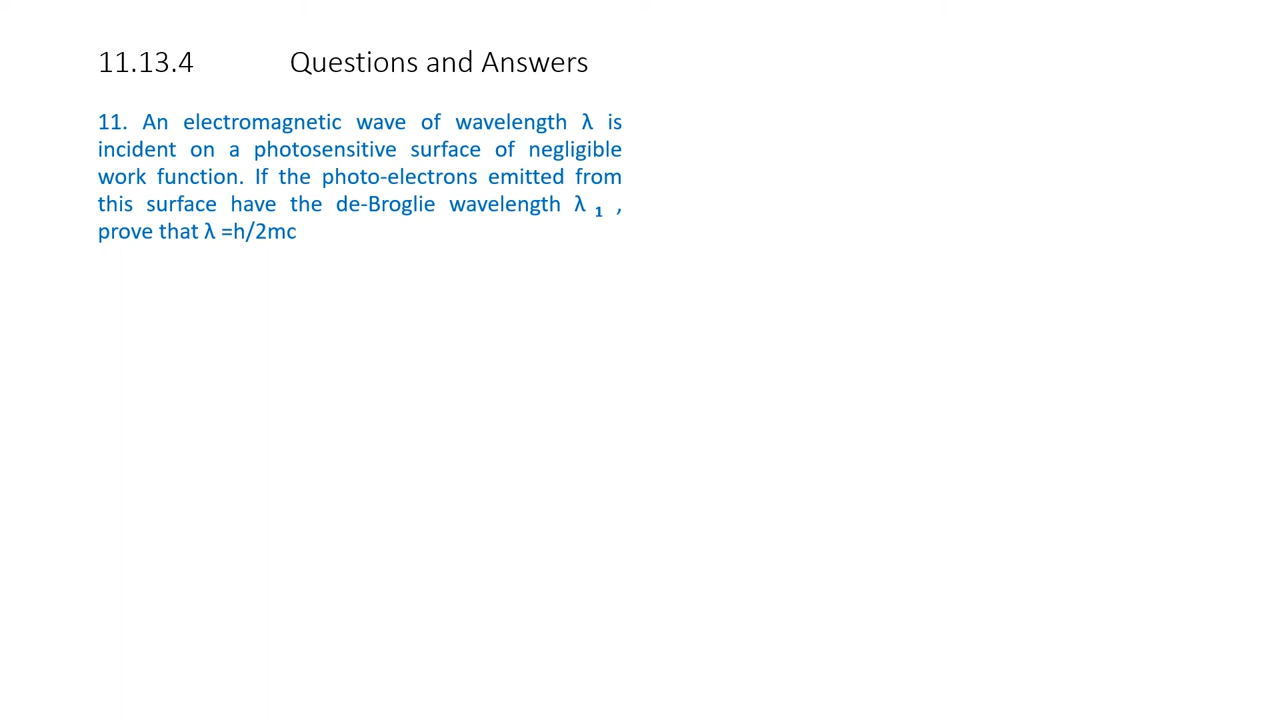 11.13.4 Questions and Answers
11. An electromagnetic wave of wavelength λ is
incident on a photosensitive surface of negligible
work function. If the photo-electrons emitted from
this surface have the de-Broglie wavelength λ ₁ ,
prove that λ =h/2mc